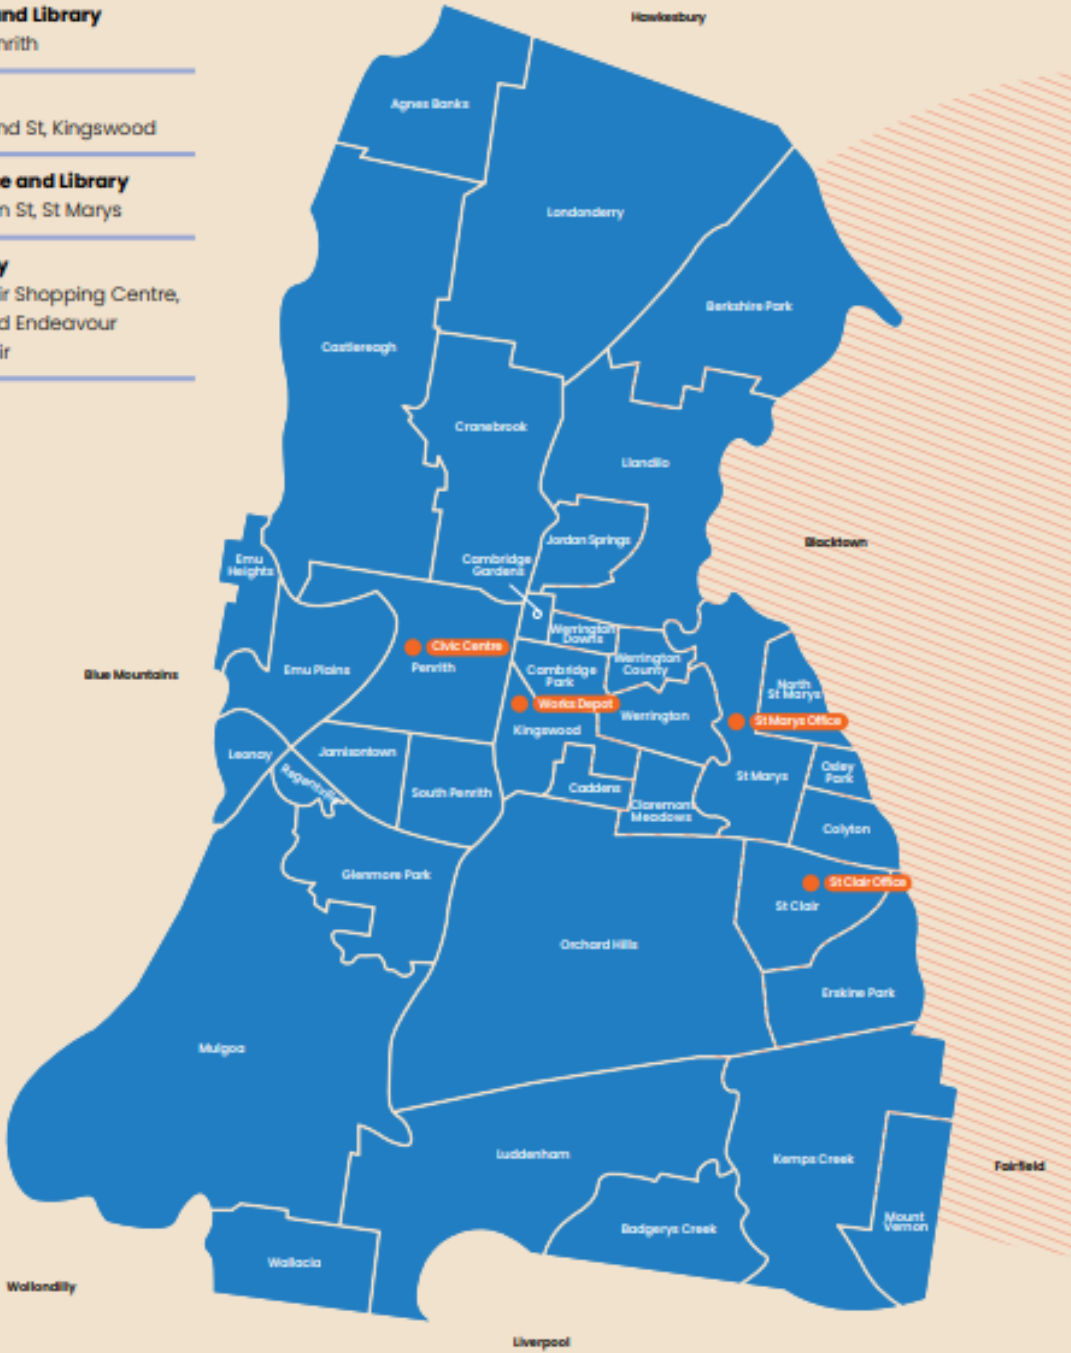 and Library
nrith
nd St, Kingswood
e and Library
n St, St Marys
y
ir Shopping Centre,
d Endeavour
ir
Hawkesbury
Agnes Banks
Londonderry
Berkshire Park
Castlereagh
Cranebrook
Llandilo
Jordan Springs
Blacktown
Emu
Heights
Cambridge
Gardens
Werrington
Downs
Civic Centre
Penrith
Emu Plains
Blue Mountains
Cambridge
Park
Werrington
County
North
St Marys
Works Depot
Kingswood
Werrington
St Marys Office
Leonay
Jamisontown
Regentville
South Penrith
Caddens
Claremont
Meadows
St Marys
Oxley
Park
Colyton
Glenmore Park
St Clair Office
St Clair
Orchard Hills
Erskine Park
Mulgoa
Luddenham
Kemps Creek
Fairfield
Badgerys Creek
Mount
Vernon
Wallacia
Wollondilly
Liverpool